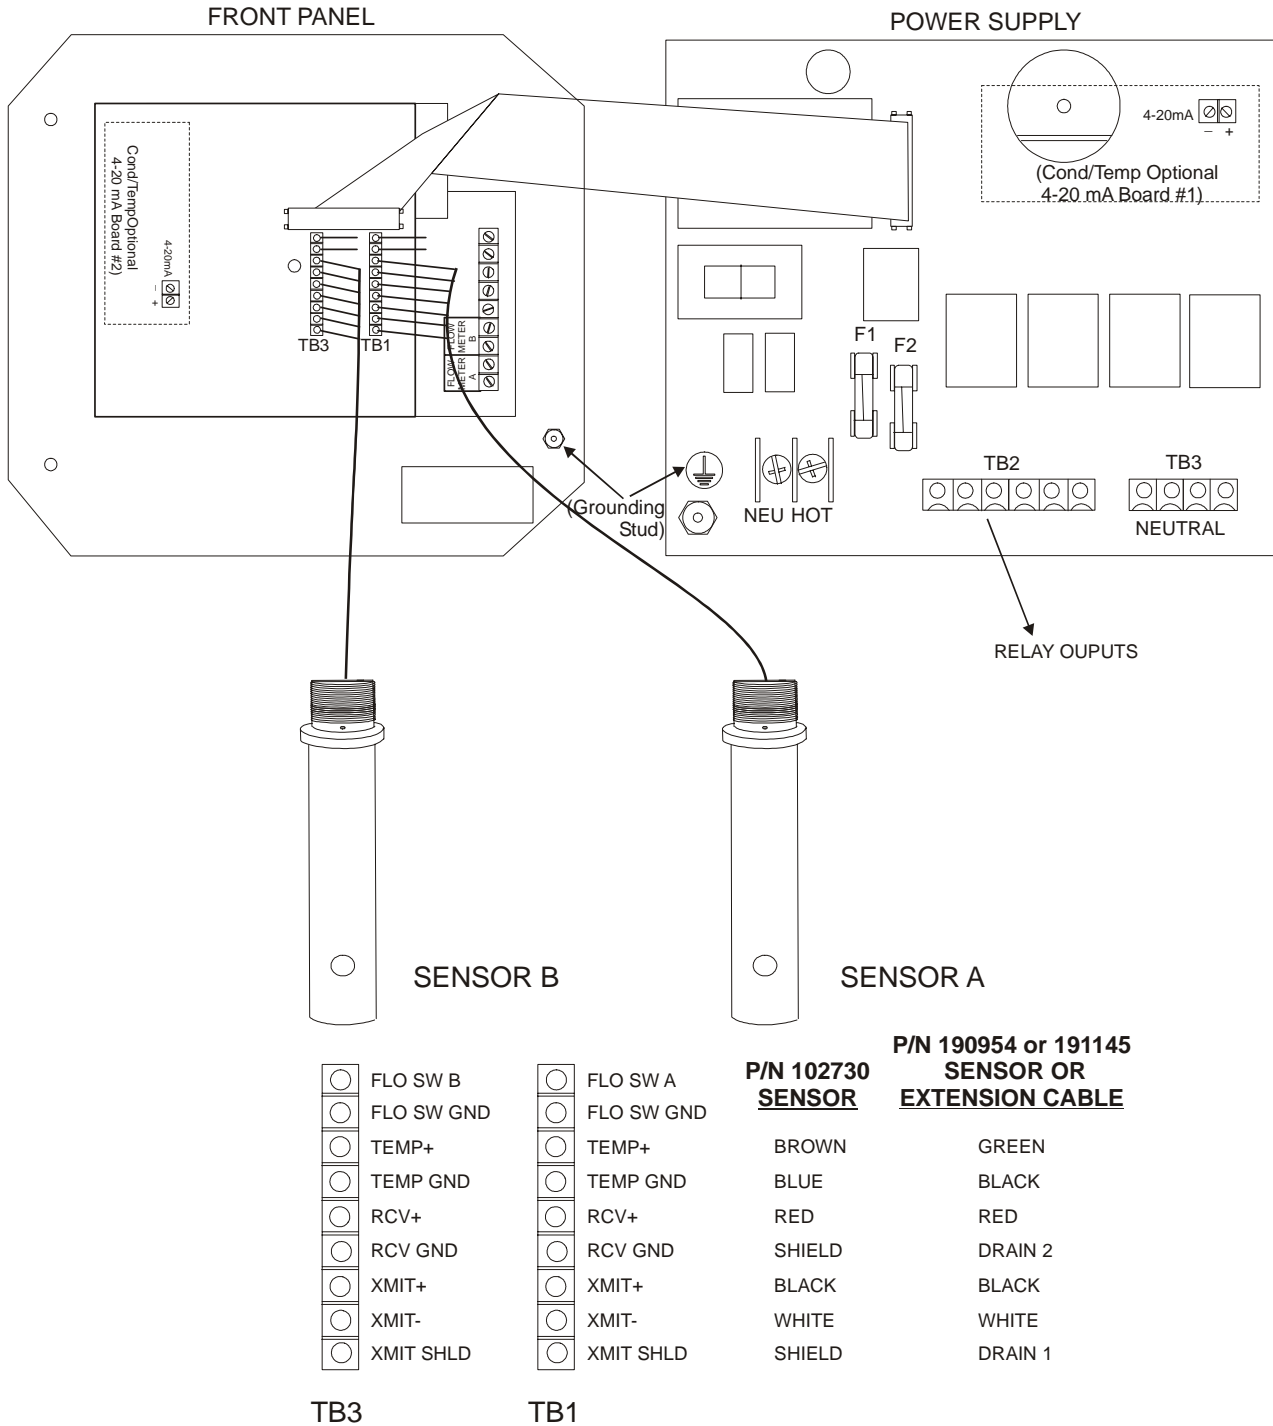 FRONT PANEL
POWER SUPPLY
Cond/TempOptional
4-20 mA Board #2)
4-20mA
– +
4-20mA
– +
(Cond/Temp Optional
4-20 mA Board #1)
TB3
TB1
FLOW
METER
B
FLOW
METER
A
F1
F2
(Grounding
Stud)
NEU HOT
TB2
TB3
NEUTRAL
RELAY OUPUTS
SENSOR B
SENSOR A
P/N 102730
SENSOR
P/N 190954 or 191145
SENSOR OR
EXTENSION CABLE
FLO SW B FLO SW A
FLO SW GND FLO SW GND
TEMP+ TEMP+ BROWN GREEN
TEMP GND TEMP GND BLUE BLACK
RCV+ RCV+ RED RED
RCV GND RCV GND SHIELD DRAIN 2
XMIT+ XMIT+ BLACK BLACK
XMIT- XMIT- WHITE WHITE
XMIT SHLD XMIT SHLD SHIELD DRAIN 1
TB3 TB1